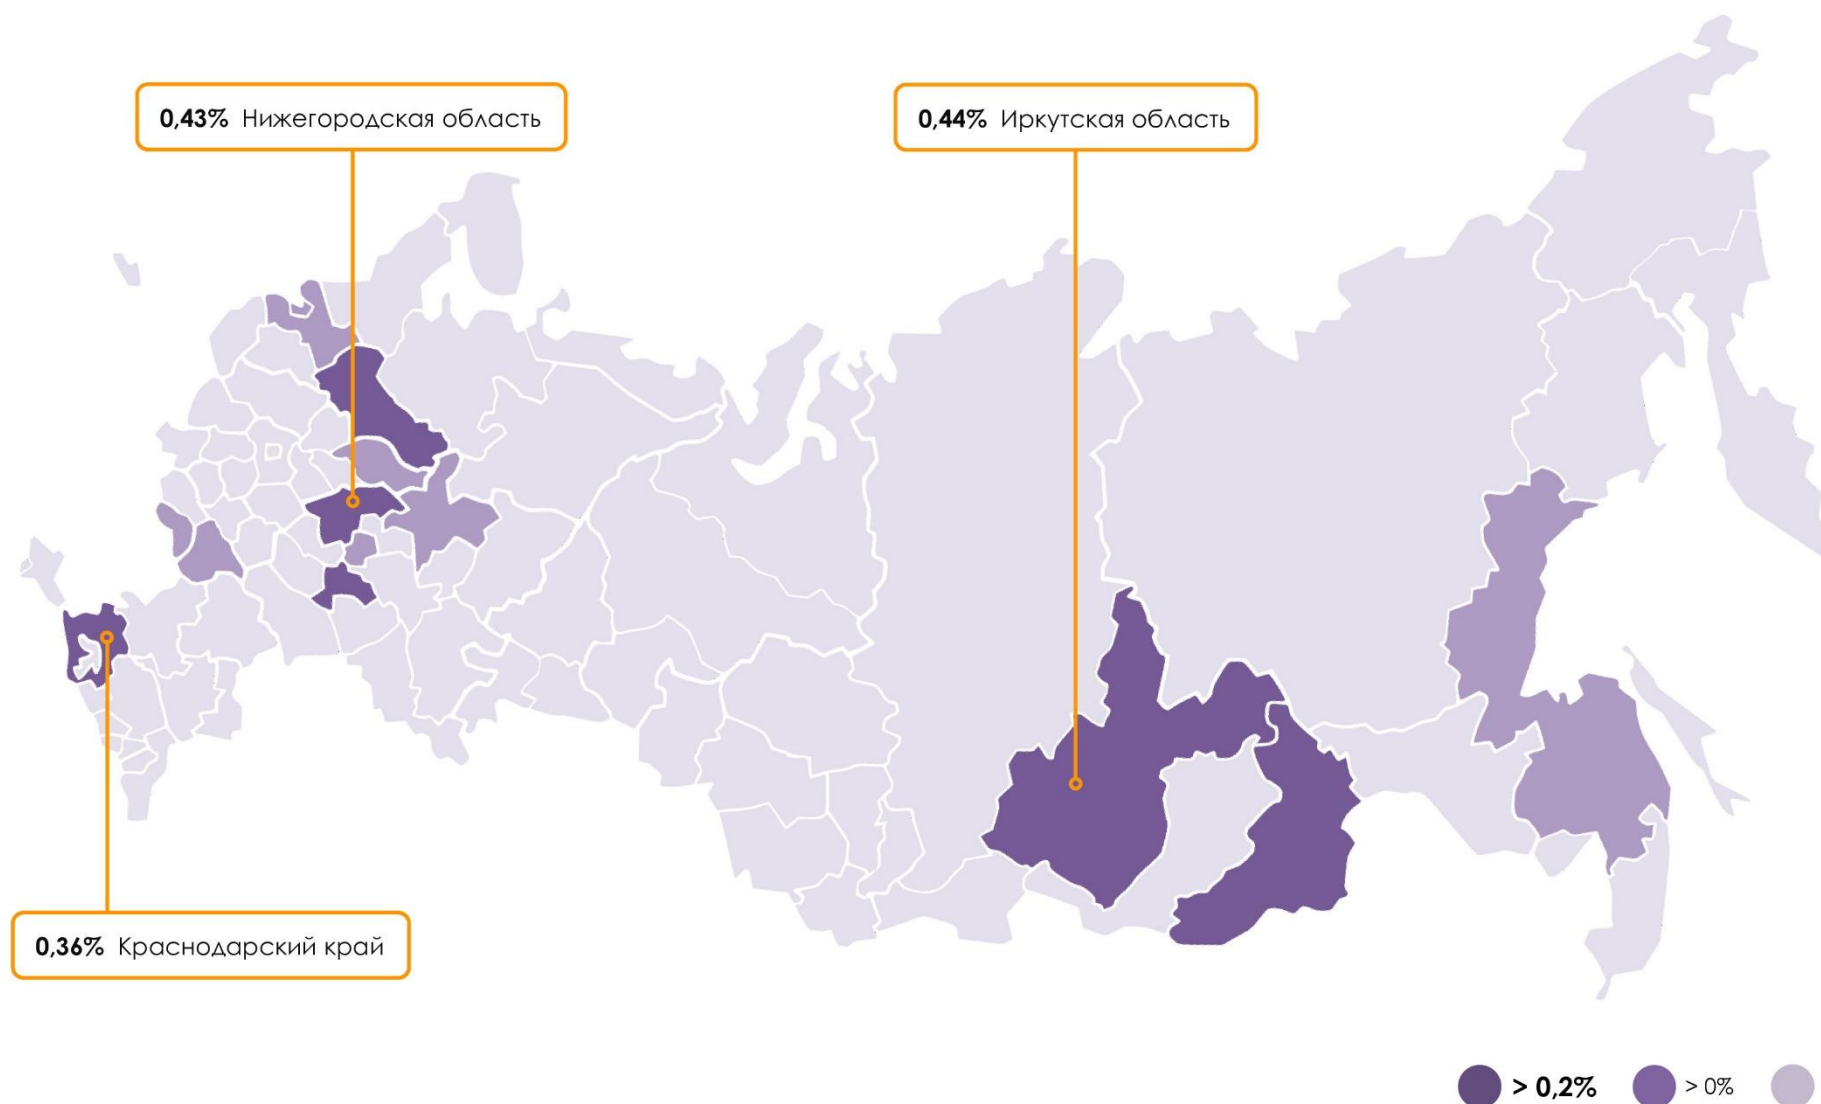 0,43% Нижегородская область
0,44% Иркутская область
0,36% Краснодарский край
> 0,2% > 0%